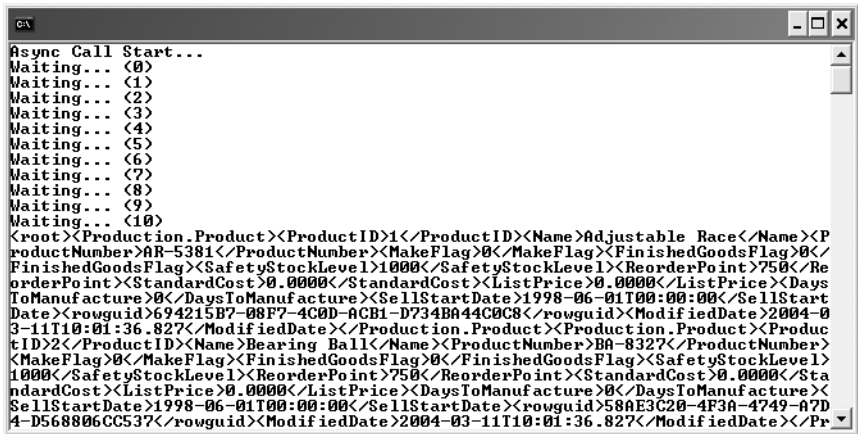 C:\
Async Call Start...
Waiting... (0)
Waiting... (1)
Waiting... (2)
Waiting... (3)
Waiting... (4)
Waiting... (5)
Waiting... (6)
Waiting... (7)
Waiting... (8)
Waiting... (9)
Waiting... (10)
<root><Production.Product><ProductID>1</ProductID><Name>Adjustable Race</Name><P
roductNumber>AR-5381</ProductNumber><MakeFlag>0</MakeFlag><FinishedGoodsFlag>0</
FinishedGoodsFlag><SafetyStockLevel>1000</SafetyStockLevel><ReorderPoint>750</Re
orderPoint><StandardCost>0.0000</StandardCost><ListPrice>0.0000</ListPrice><Days
ToManufacture>0</DaysToManufacture><SellStartDate>1998-06-01T00:00:00</SellStart
Date><rowguid>694215B7-08F7-4C0D-ACB1-D734BA44C0C8</rowguid><ModifiedDate>2004-0
3-11T10:01:36.827</ModifiedDate></Production.Product><Production.Product><Produc
tID>2</ProductID><Name>Bearing Ball</Name><ProductNumber>BA-8327</ProductNumber>
<MakeFlag>0</MakeFlag><FinishedGoodsFlag>0</FinishedGoodsFlag><SafetyStockLevel>
1000</SafetyStockLevel><ReorderPoint>750</ReorderPoint><StandardCost>0.0000</Sta
ndardCost><ListPrice>0.0000</ListPrice><DaysToManufacture>0</DaysToManufacture><
SellStartDate>1998-06-01T00:00:00</SellStartDate><rowguid>58AE3C20-4F3A-4749-A7D
4-D568806CC537</rowguid><ModifiedDate>2004-03-11T10:01:36.827</ModifiedDate></Pr